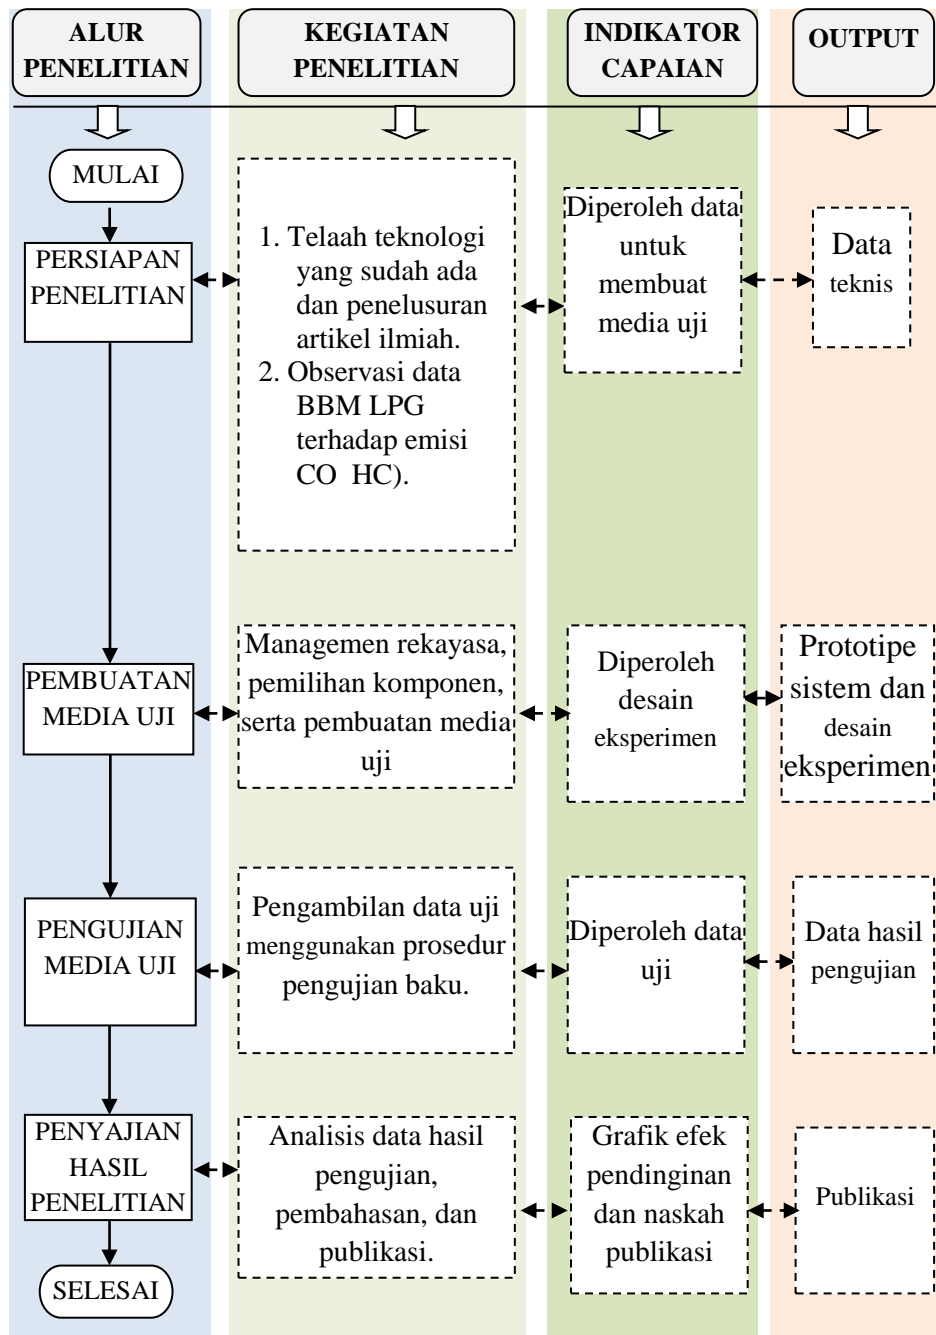 ALUR
PENELITIAN
KEGIATAN
PENELITIAN
INDIKATOR
CAPAIAN
OUTPUT
MULAI
PERSIAPAN
PENELITIAN
1. Telaah teknologi
yang sudah ada
dan penelusuran
artikel ilmiah.
2. Observasi data
BBM LPG
terhadap emisi
CO HC).
Diperoleh data
untuk
membuat
media uji
Data
teknis
PEMBUATAN
MEDIA UJI
Managemen rekayasa,
pemilihan komponen,
serta pembuatan media
uji
Diperoleh
desain
eksperimen
Prototipe
sistem dan
desain
eksperimen
PENGUJIAN
MEDIA UJI
Pengambilan data uji
menggunakan prosedur
pengujian baku.
Diperoleh data
uji
Data hasil
pengujian
PENYAJIAN
HASIL
PENELITIAN
Analisis data hasil
pengujian,
pembahasan, dan
publikasi.
Grafik efek
pendinginan
dan naskah
publikasi
Publikasi
SELESAI